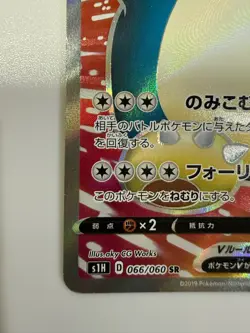 のみこむ
相手のバトルポケモンに与えた
を回復する。
フォーリ
このポケモンをねむりにする。
弱点 ×2 抵抗力
Vルール
ポケモンVが
Illus. aky CG Works
s1H D 066/060 SR
©2019 Pokémon